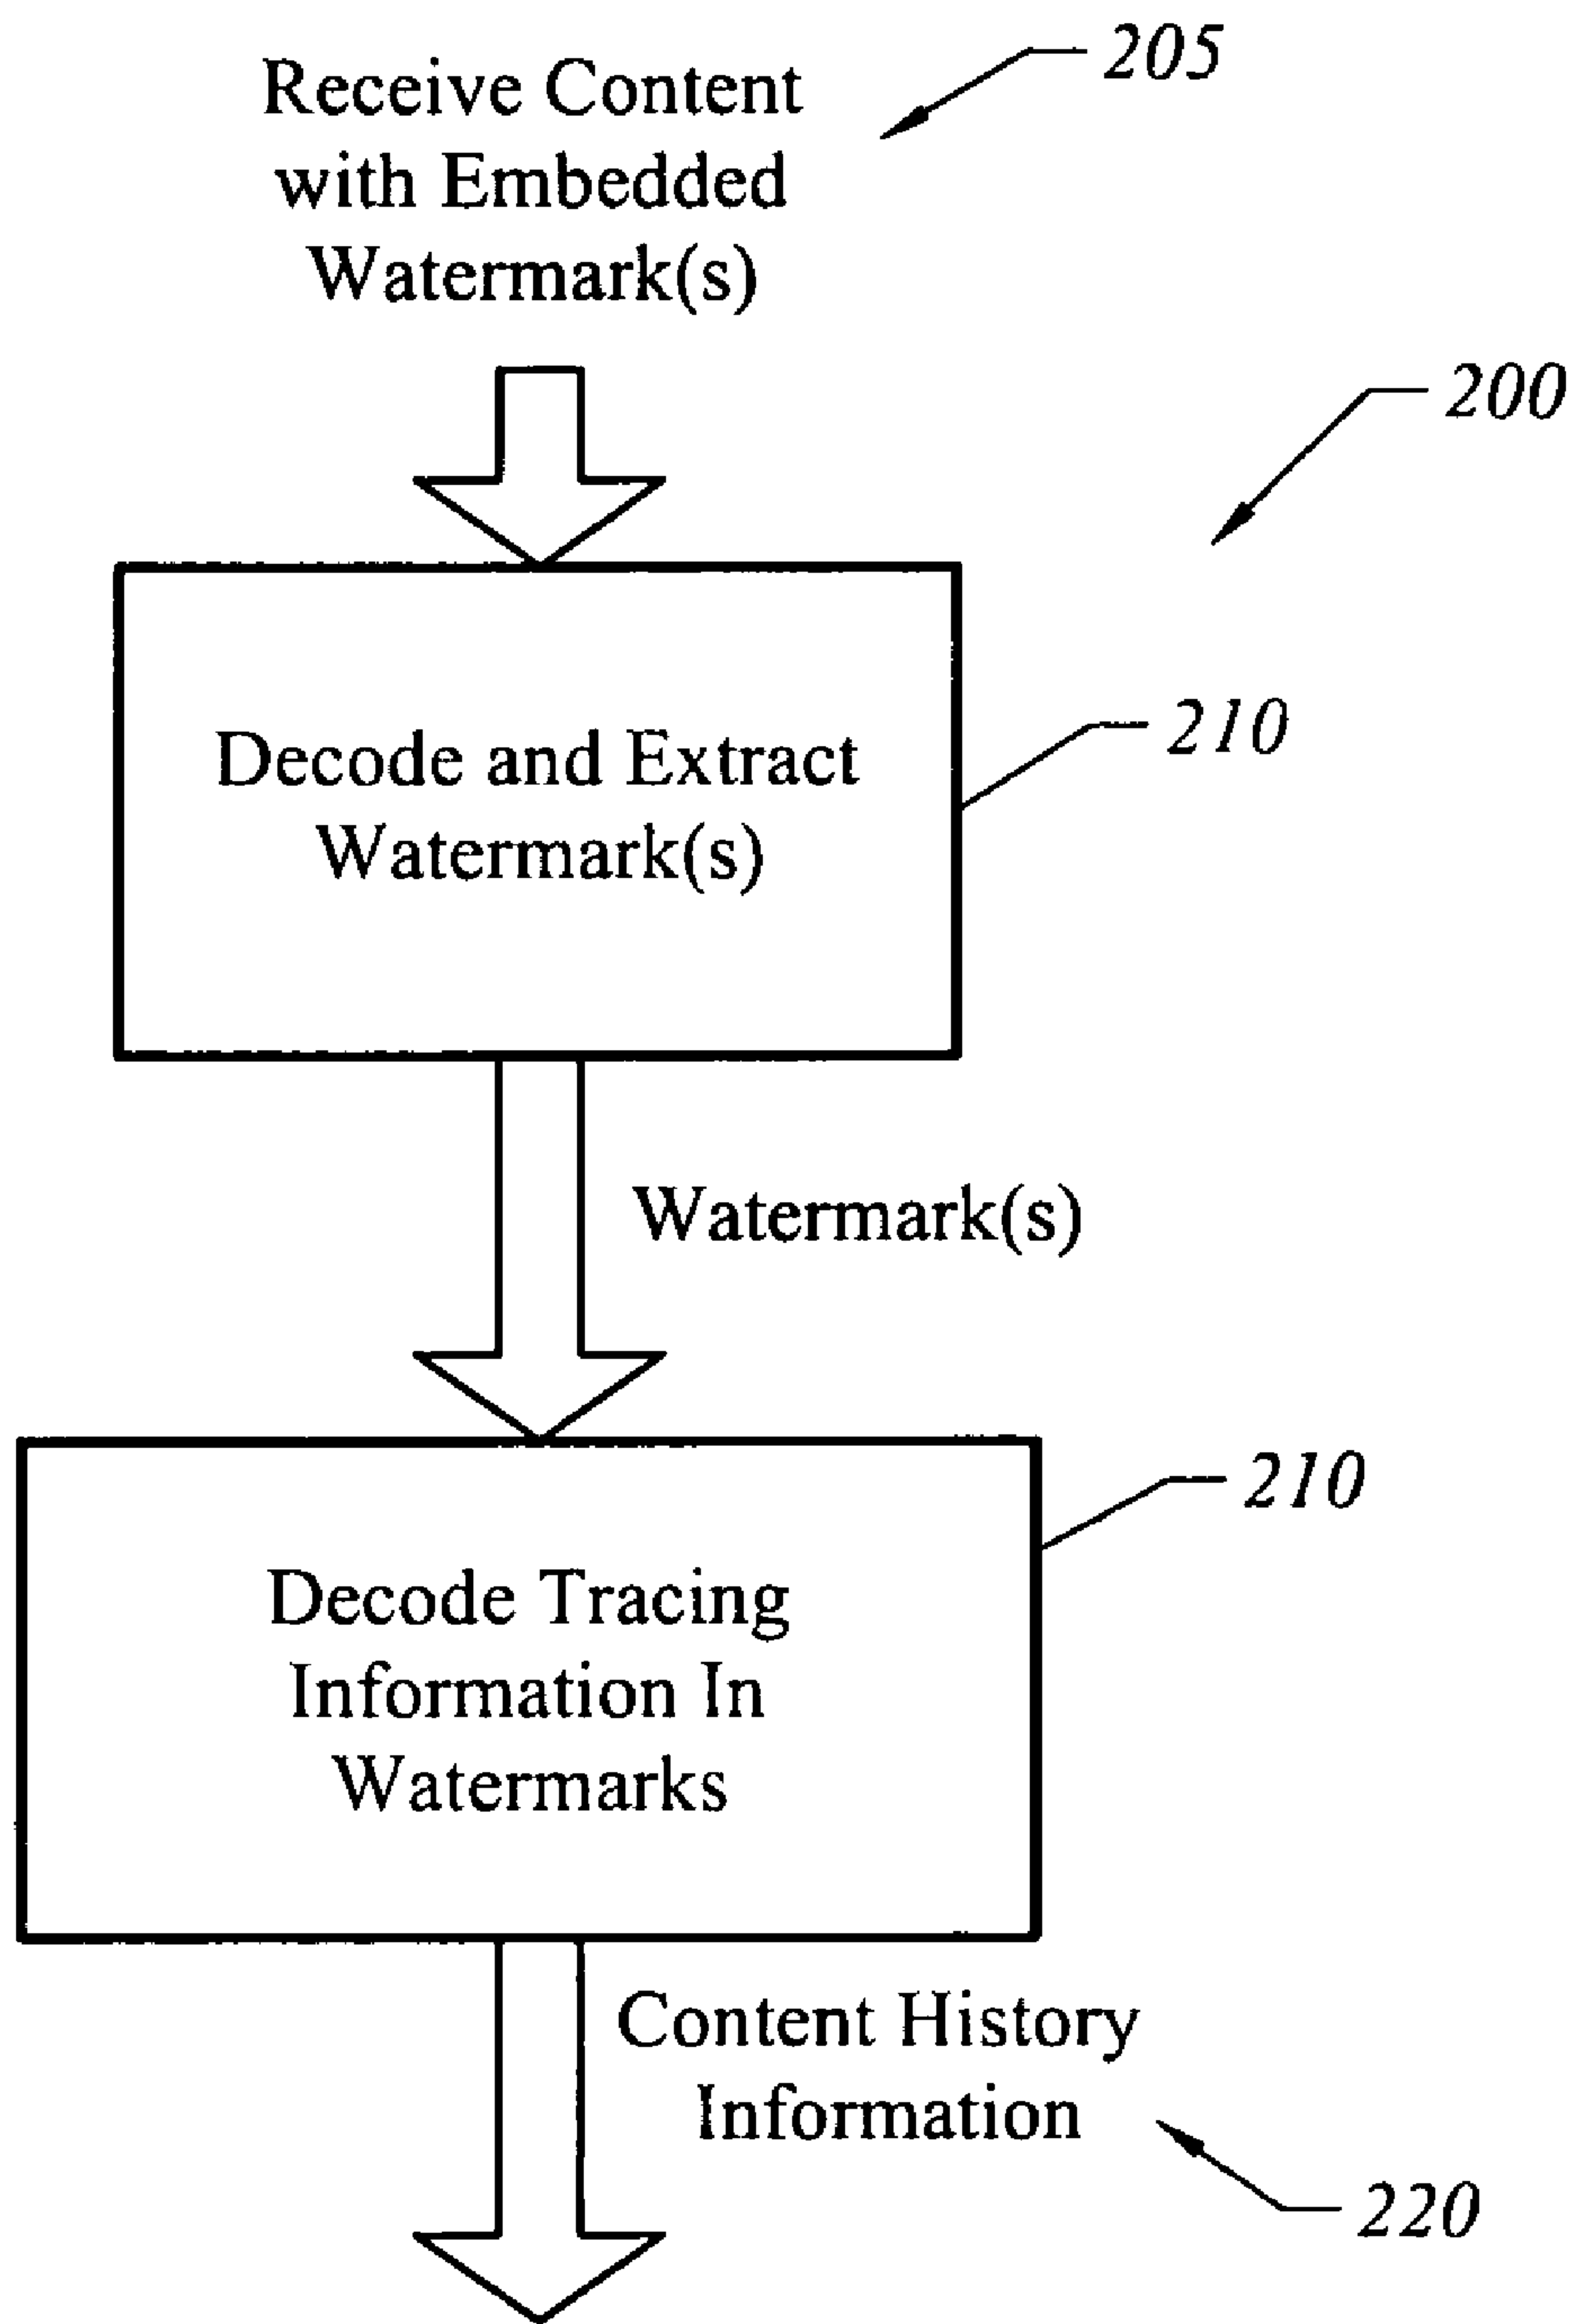 205
Receive Content
with Embedded
Watermark(s)
200
Decode and Extract
Watermark(s)
210
Watermark(s)
210
Decode Tracing
Information In
Watermarks
Content History
Information
220